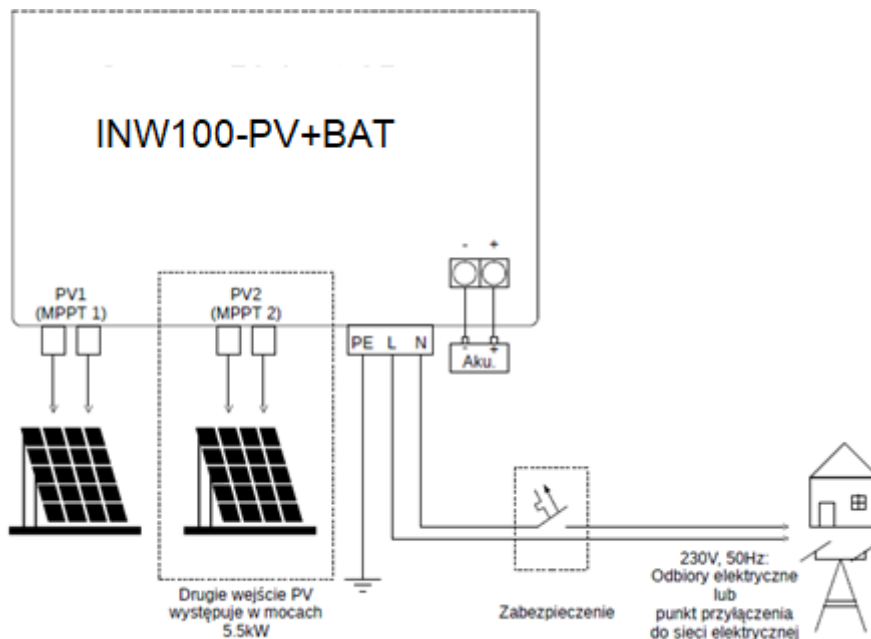 INW100-PV+BAT
- +
PV1
(MPPT 1)
PV2
(MPPT 2)
PE L N
- +
Aku.
Drugie wejście PV
występuje w mocach
5.5kW
Zabezpieczenie
230V, 50Hz:
Odbiory elektryczne
lub
punkt przyłączenia
do sieci elektrycznej